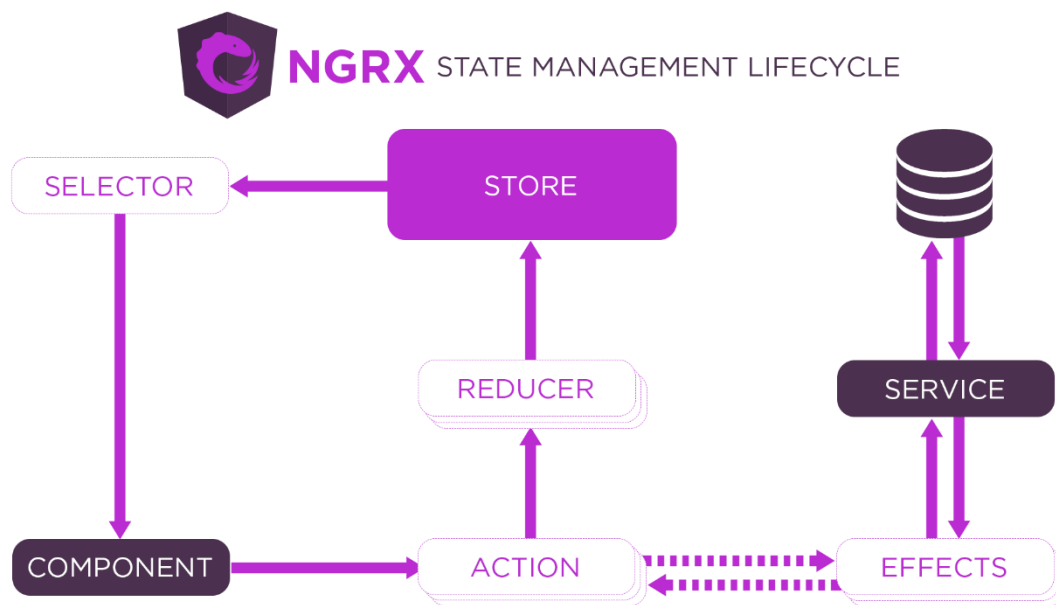 NGRX STATE MANAGEMENT LIFECYCLE
SELECTOR
STORE
REDUCER
SERVICE
COMPONENT
ACTION
EFFECTS